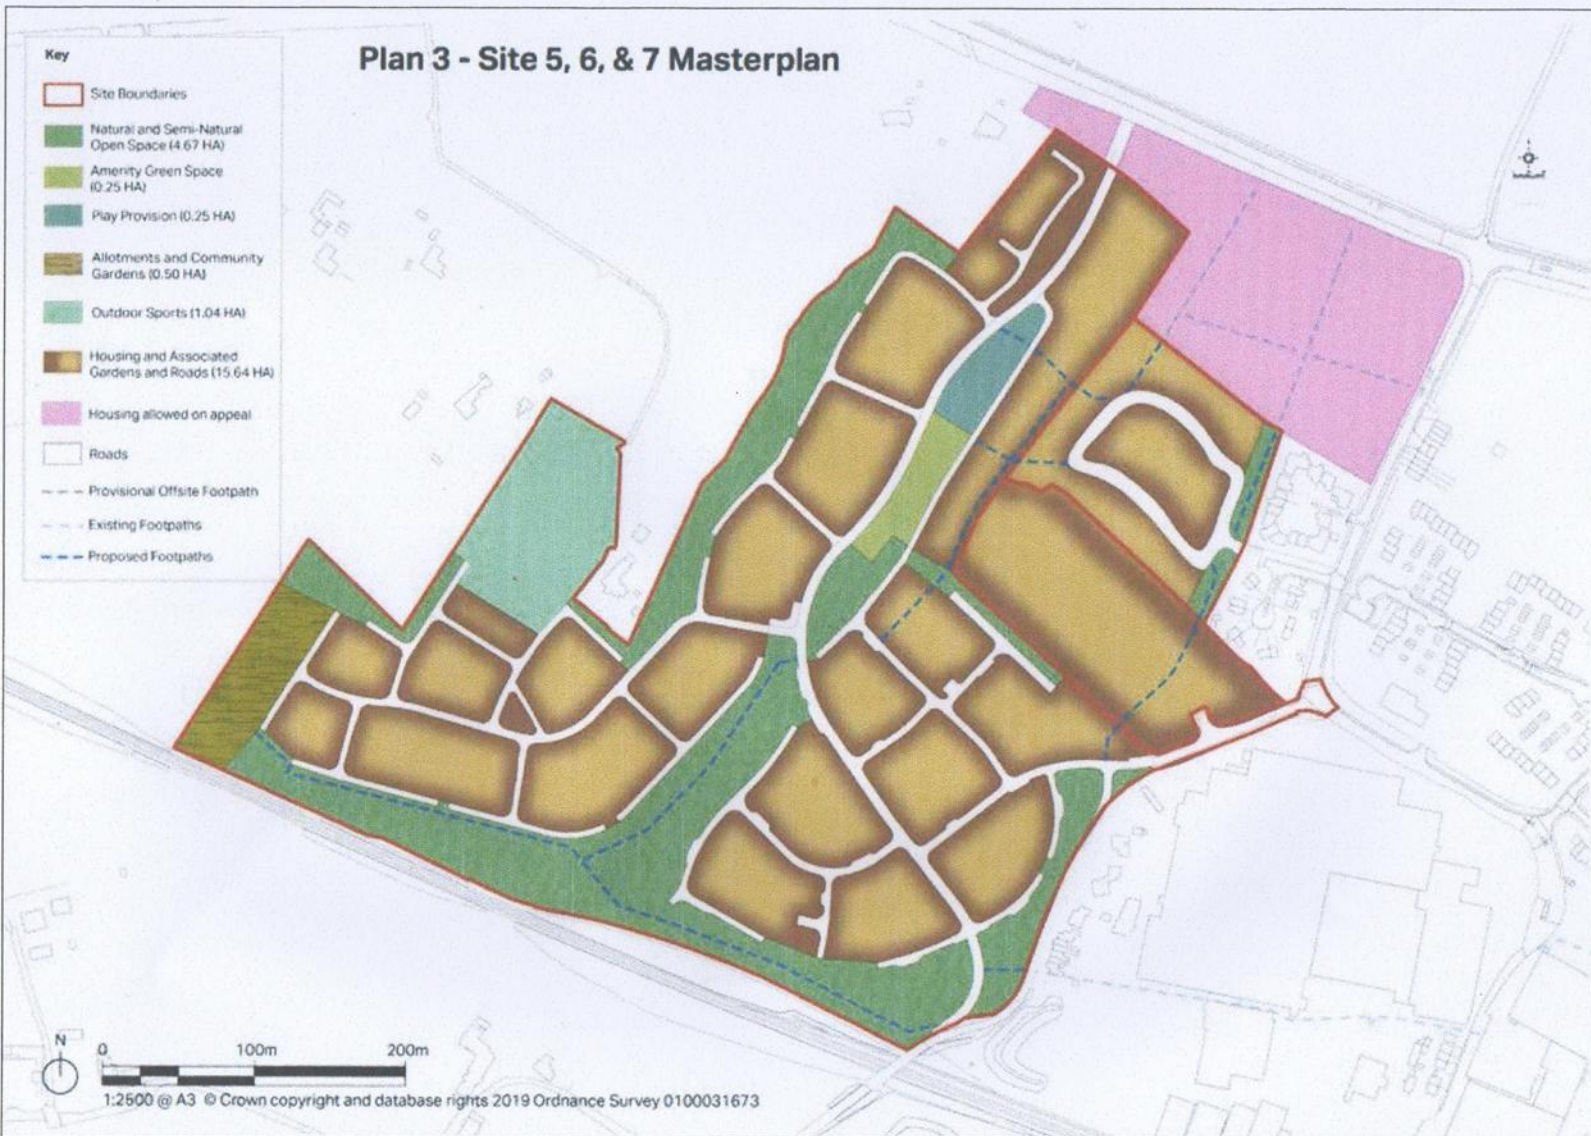 Plan 3 - Site 5, 6, & 7 Masterplan
Key
Site Boundaries
Natural and Semi-Natural
Open Space (4.67 HA)
Amenity Green Space
(0.25 HA)
Play Provision (0.25 HA)
Allotments and Community
Gardens (0.50 HA)
Outdoor Sports (1.04 HA)
Housing and Associated
Gardens and Roads (15.64 HA)
Housing allowed on appeal
Roads
Provisional Offsite Footpath
Existing Footpaths
Proposed Footpaths
N
0 100m 200m
1:2500 @ A3 © Crown copyright and database rights 2019 Ordnance Survey 0100031673